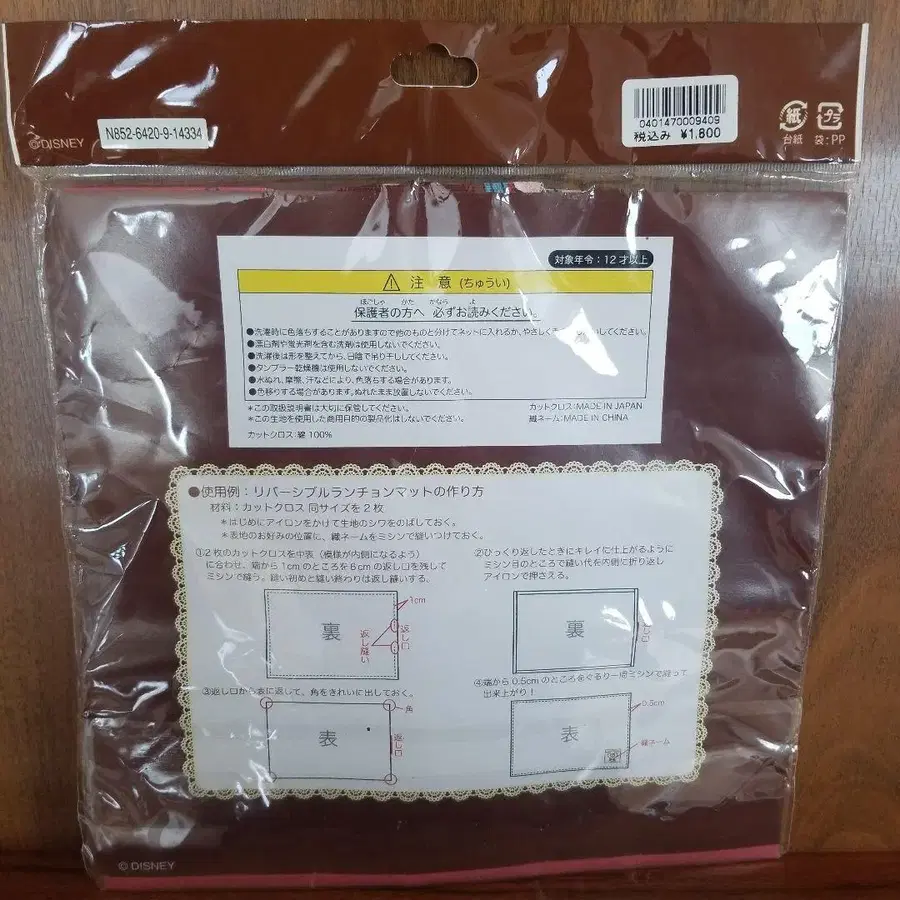 ©DISNEY
N852-6420-9-14334
0401470009409
税込み ¥1,800
紙
プラ
台紙 袋:PP
対象年令：12才以上
注意 (ちゅうい)
ほごしゃ かた かなら よ
保護者の方へ 必ずお読みください。
●洗濯時に色落ちすることがありますので他のものと分けてネットに入れるか、やさしく してください。
●漂白剤や蛍光剤を含む洗剤は使用しないでください。
●洗濯後は形を整えてから、日陰で吊り干ししてください。
●タンブラー乾燥機は使用しないでください。
●水ぬれ、摩擦、汗などにより、色落ちする場合があります。
●色移りする場合があります。ぬれたまま放置しないでください。
＊この取扱説明書は大切に保管してください。
＊この生地を使用した商用目的の製品化はしないでください。
カットクロス：綿 100%
カットクロス：MADE IN JAPAN
織ネーム：MADE IN CHINA
●使用例：リバーシブルランチョンマットの作り方
材料：カットクロス 同サイズを2枚
＊はじめにアイロンをかけて生地のシワをのばしておく。
＊表地のお好みの位置に、織ネームをミシンで縫いつけておく。
①2枚のカットクロスを中表（模様が内側になるよう）
に合わせ、端から1cmのところを6cmの返し口を残して
ミシンで縫う。縫い初めと縫い終わりは返し縫いする。
1cm
裏
返し縫い
返し口
②ひっくり返したときにキレイに仕上がるように
ミシン目のところで縫い代を内側に折り返し
アイロンで押さえる。
裏
返し口
③返し口から表に返して、角をきれいに出しておく。
角
表
返し口
④端から0.5cmのところをぐるり一周ミシンで縫って
出来上がり！
0.5cm
表
織ネーム
©DISNEY